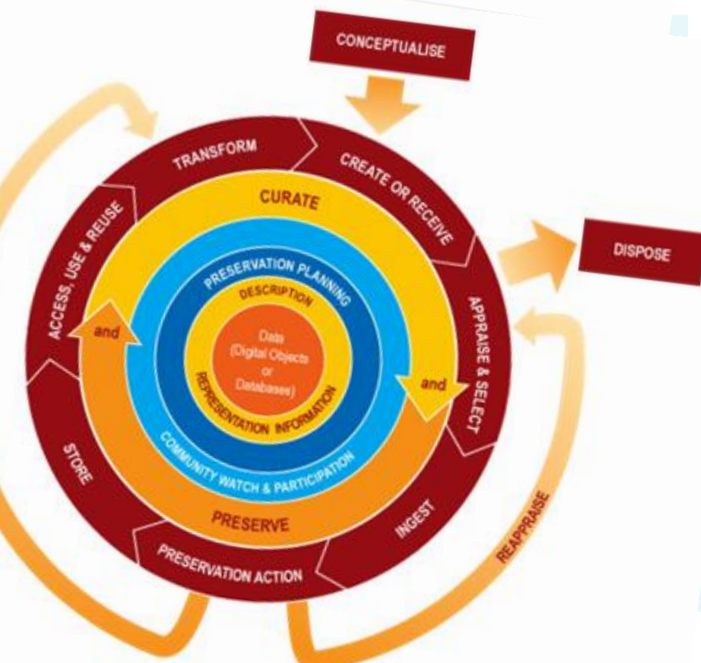 CONCEPTUALISE
TRANSFORM
CREATE OR RECEIVE
DISPOSE
ACCESS, USE & REUSE
CURATE
APPRAISE & SELECT
PRESERVATION PLANNING
DESCRIPTION
and
Data
(Digital Objects
or
Databases)
and
REPRESENTATION INFORMATION
COMMUNITY WATCH & PARTICIPATION
STORE
PRESERVE
INGEST
REAPPRAISE
PRESERVATION ACTION